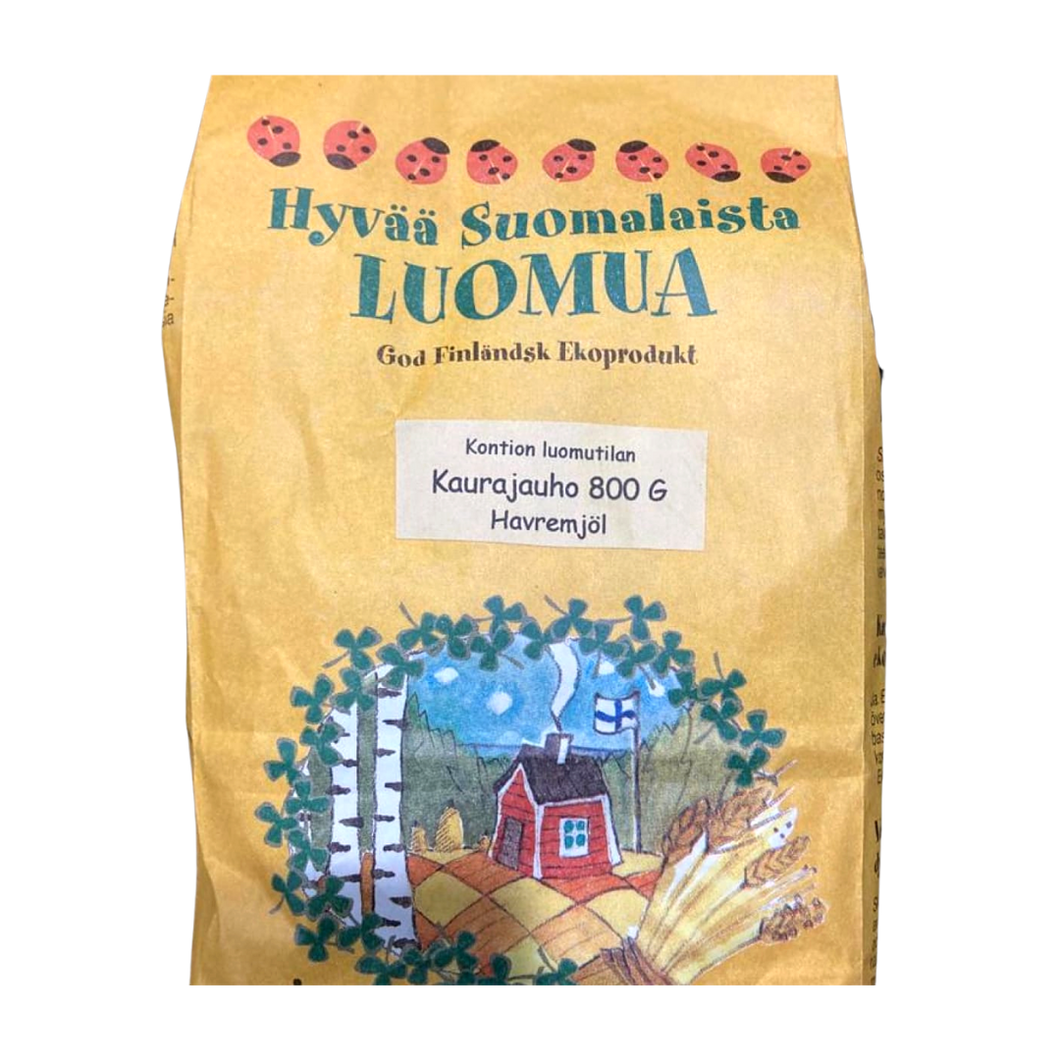 Hyvää Suomalaista
LUOMUA
God Finländsk Ekoprodukt
Kontion luomutilan
Kaurajauho 800 G
Havremjöl